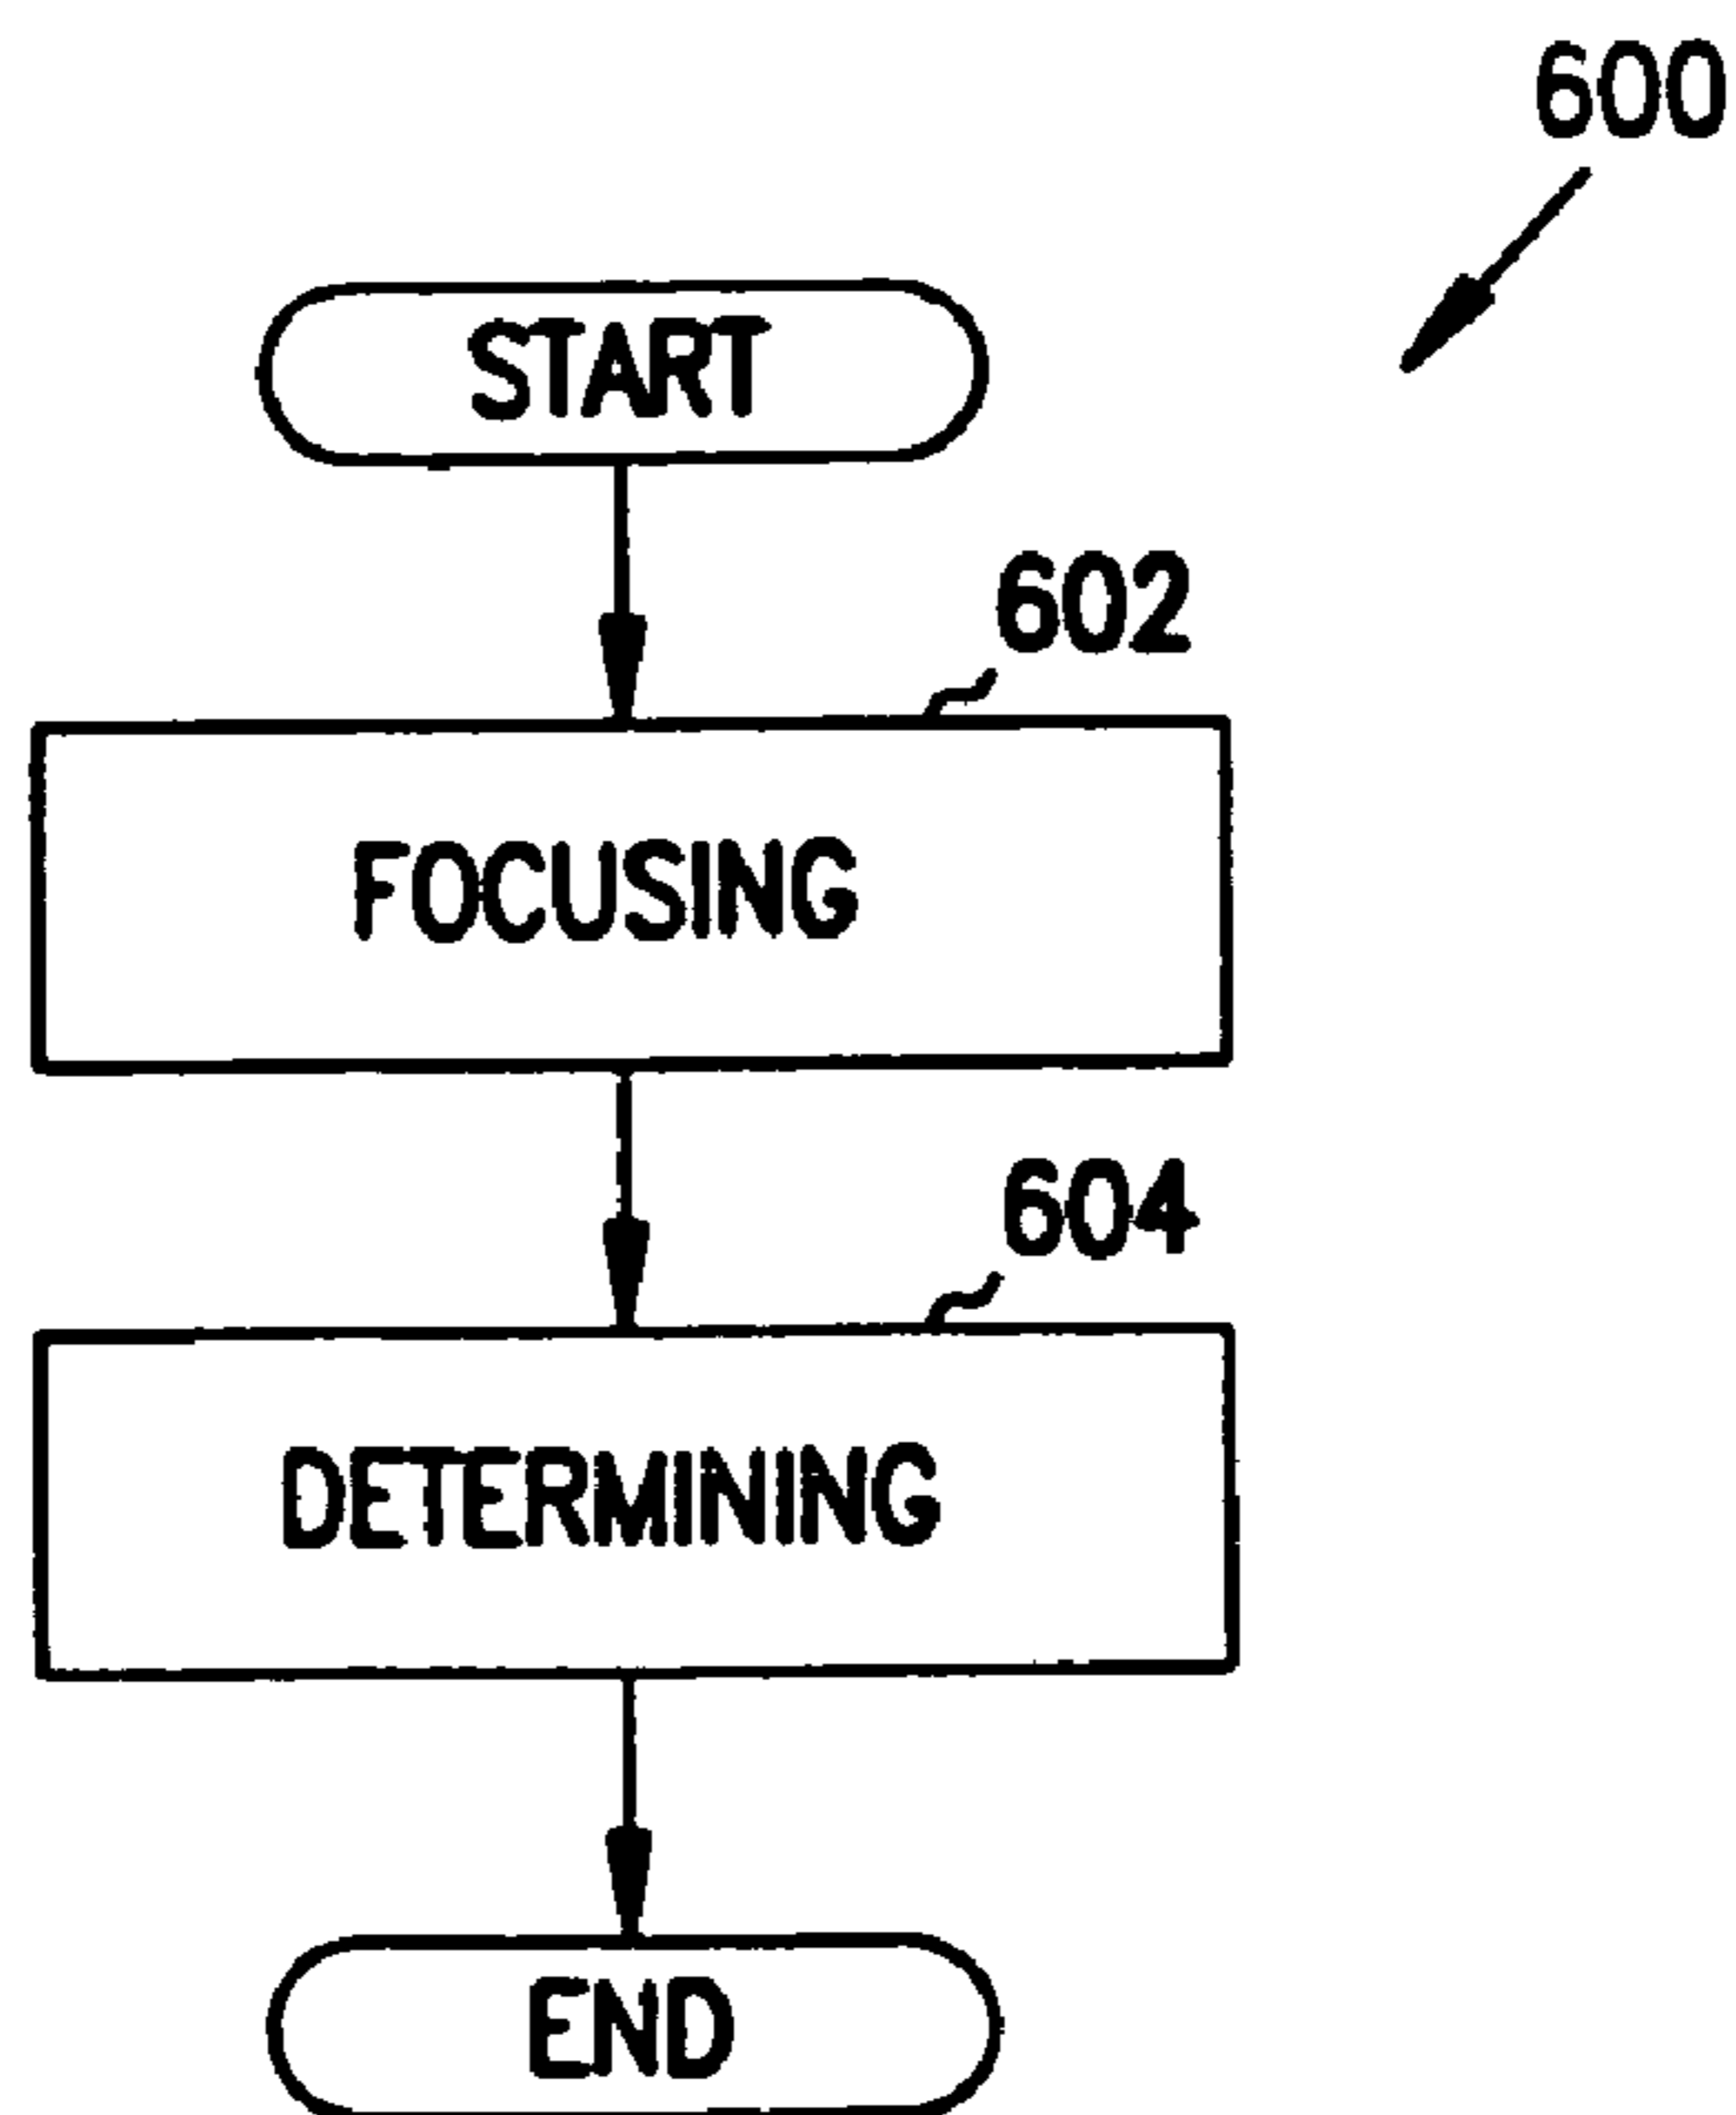 600
START
602
FOCUSING
604
DETERMINING
END